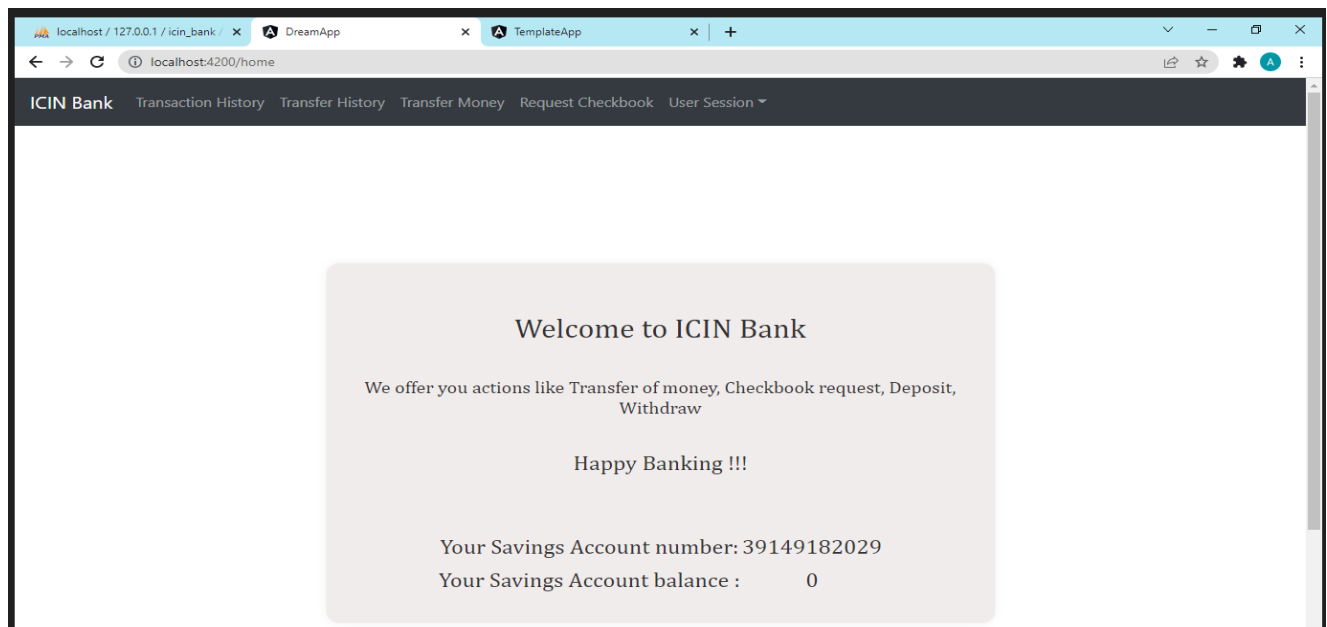 localhost / 127.0.0.1 / icin_bank / DreamApp TemplateApp
localhost:4200/home A
ICIN Bank Transaction History Transfer History Transfer Money Request Checkbook User Session
Welcome to ICIN Bank
We offer you actions like Transfer of money, Checkbook request, Deposit,
Withdraw
Happy Banking !!!
Your Savings Account number: 39149182029
Your Savings Account balance : 0